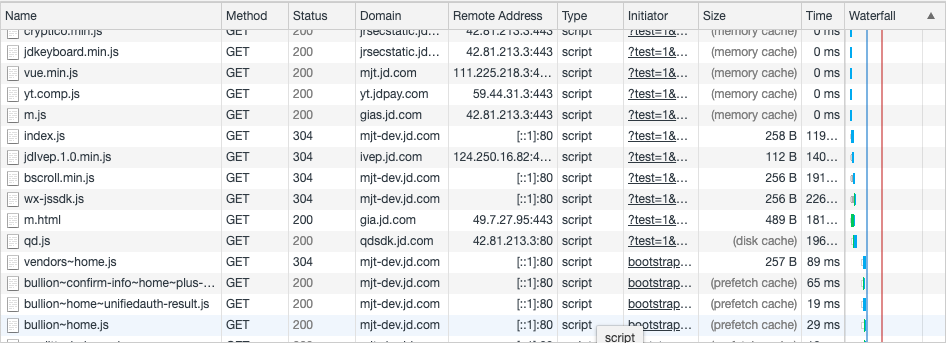 Name Method Status Domain Remote Address Type Initiator Size Time Waterfall ▲
cryptico.min.js GET 200 jrsecstatic.jd... 42.81.213.3:443 script ?test=1&... (memory cache) 0 ms
jdkeyboard.min.js GET 200 jrsecstatic.jd... 42.81.213.3:443 script ?test=1&... (memory cache) 0 ms
vue.min.js GET 200 mjt.jd.com 111.225.218.3:4... script ?test=1&... (memory cache) 0 ms
yt.comp.js GET 200 yt.jdpay.com 59.44.31.3:443 script ?test=1&... (memory cache) 0 ms
m.js GET 200 gias.jd.com 42.81.213.3:443 script ?test=1&... (memory cache) 0 ms
index.js GET 304 mjt-dev.jd.com [::1]:80 script ?test=1&... 258 B 119...
jdlvep.1.0.min.js GET 304 ivep.jd.com 124.250.16.82:4... script ?test=1&... 112 B 140...
bscroll.min.js GET 304 mjt-dev.jd.com [::1]:80 script ?test=1&... 256 B 191...
wx-jssdk.js GET 304 mjt-dev.jd.com [::1]:80 script ?test=1&... 256 B 226...
m.html GET 200 gia.jd.com 49.7.27.95:443 script ?test=1&... 489 B 181...
qd.js GET 200 qdsdk.jd.com 42.81.213.3:80 script ?test=1&... (disk cache) 196...
vendors~home.js GET 304 mjt-dev.jd.com [::1]:80 script bootstrap... 257 B 89 ms
bullion~confirm-info~home~plus-... GET 200 mjt-dev.jd.com [::1]:80 script bootstrap... (prefetch cache) 65 ms
bullion~home~unifiedauth-result.js GET 200 mjt-dev.jd.com [::1]:80 script bootstrap... (prefetch cache) 19 ms
bullion~home.js GET 200 mjt-dev.jd.com [::1]:80 script bootstrap... (prefetch cache) 29 ms
script